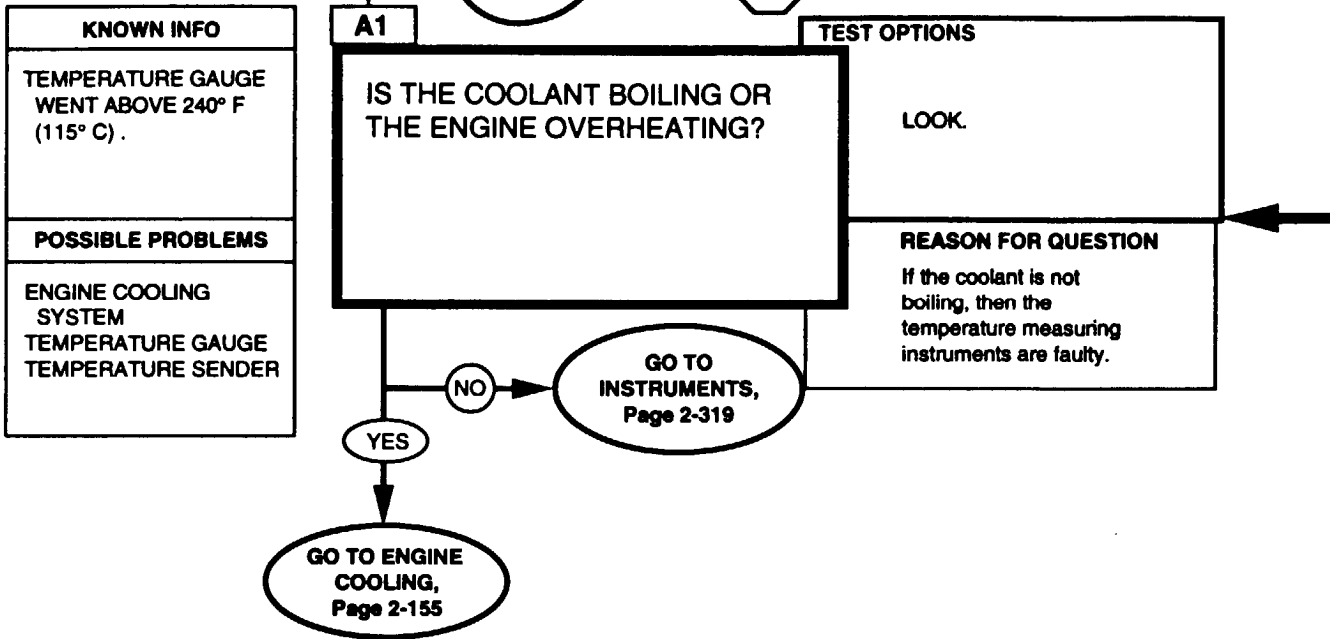 KNOWN INFO
TEMPERATURE GAUGE
WENT ABOVE 240° F
(115° C) .
POSSIBLE PROBLEMS
ENGINE COOLING
SYSTEM
TEMPERATURE GAUGE
TEMPERATURE SENDER
A1
IS THE COOLANT BOILING OR
THE ENGINE OVERHEATING?
TEST OPTIONS
LOOK.
REASON FOR QUESTION
If the coolant is not
boiling, then the
temperature measuring
instruments are faulty.
NO
GO TO
INSTRUMENTS,
Page 2-319
YES
GO TO ENGINE
COOLING,
Page 2-155